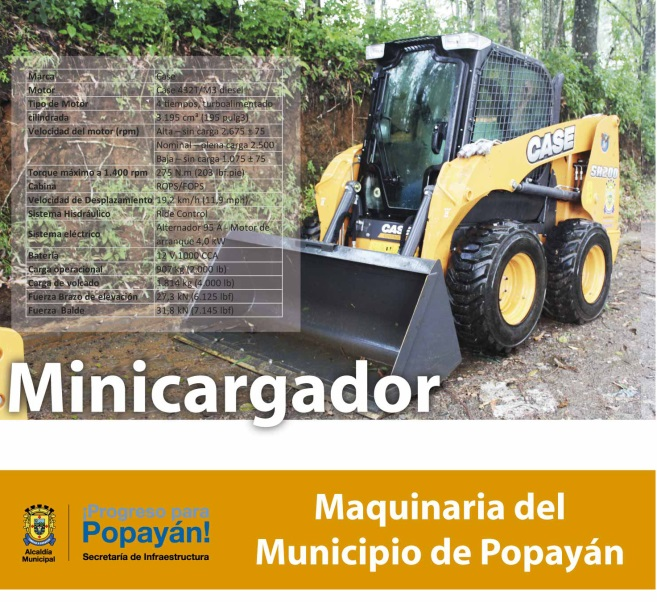 Marca Case
Motor Case 432T/M3 diesel
Tipo de Motor 4 tiempos, turboalimentado
cilindrada 3.195 cm³ (195 pulg3)
Velocidad del motor (rpm) Alta – sin carga 2.675 ± 75
Nominal – plena carga 2.500
Baja – sin carga 1.075 ± 75
Torque máximo a 1.400 rpm 275 N.m (203 lbf.pie)
Cabina ROPS/FOPS
Velocidad de Desplazamiento 19,2 km/h (11,9 mph)
Sistema Hisdráulico Ride Control
Sistema eléctrico Alternador 95 A - Motor de
arranque 4,0 kW
Batería 12 V 1000 CCA
Carga operacional 907 kg (2.000 lb)
Carga de volcado 1.814 kg (4.000 lb)
Fuerza Brazo de elevación 27,3 kN (6.125 lbf)
Fuerza Balde 31,8 kN (7.145 lbf)
CASE
SR200
CASE
Minicargador
Alcaldía
Municipal
¡Progreso para
Popayán!
Secretaría de Infraestructura
Maquinaria del
Municipio de Popayán